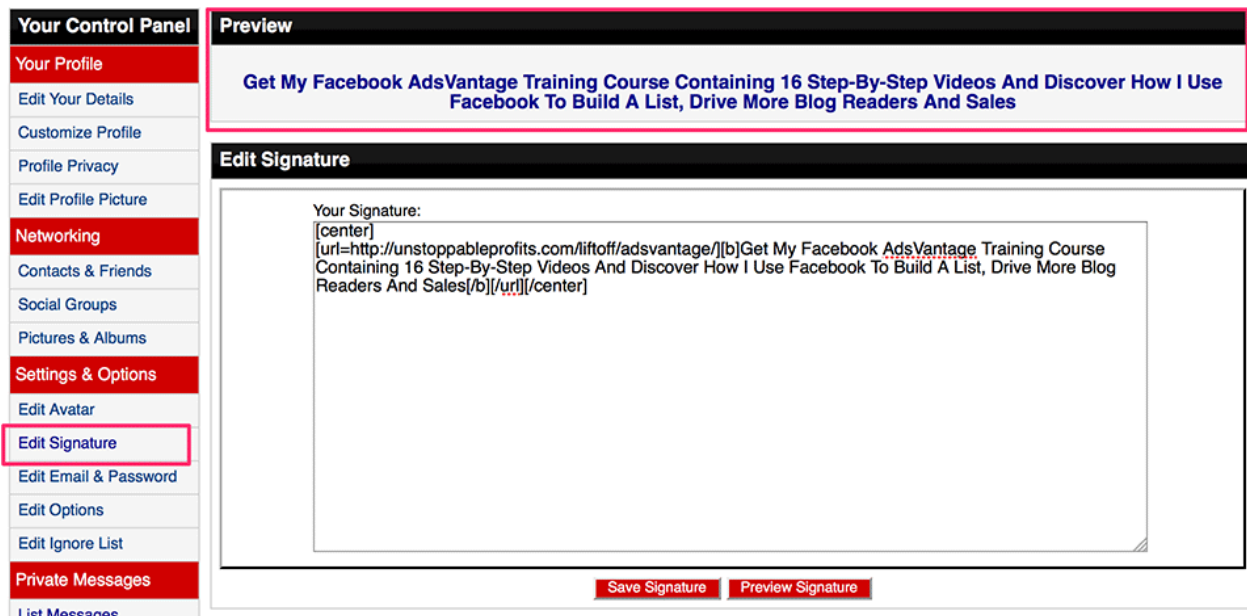 Your Control Panel
Your Profile
Edit Your Details
Customize Profile
Profile Privacy
Edit Profile Picture
Networking
Contacts & Friends
Social Groups
Pictures & Albums
Settings & Options
Edit Avatar
Edit Signature
Edit Email & Password
Edit Options
Edit Ignore List
Private Messages
List Messages
Preview
Get My Facebook AdsVantage Training Course Containing 16 Step-By-Step Videos And Discover How I Use
Facebook To Build A List, Drive More Blog Readers And Sales
Edit Signature
Your Signature:
[center]
[url=http://unstoppableprofits.com/liftoff/adsvantage/][b]Get My Facebook AdsVantage Training Course
Containing 16 Step-By-Step Videos And Discover How I Use Facebook To Build A List, Drive More Blog
Readers And Sales[/b][/url][/center]
Save Signature
Preview Signature